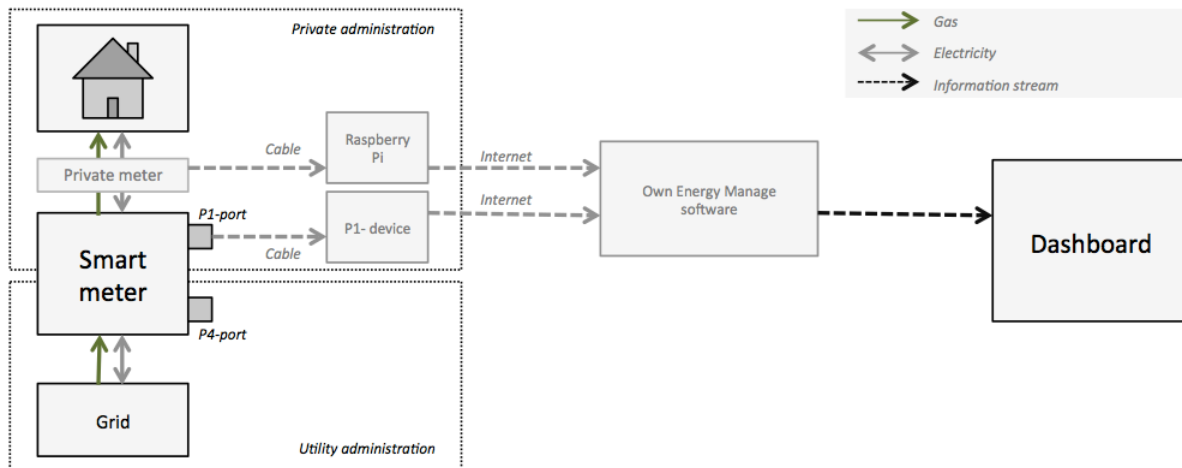 Private administration
Gas
Electricity
Information stream
Raspberry
Pi
Cable
Internet
Private meter
Own Energy Manage
software
P1-port
P1- device
Internet
Cable
Dashboard
Smart
meter
P4-port
Grid
Utility administration